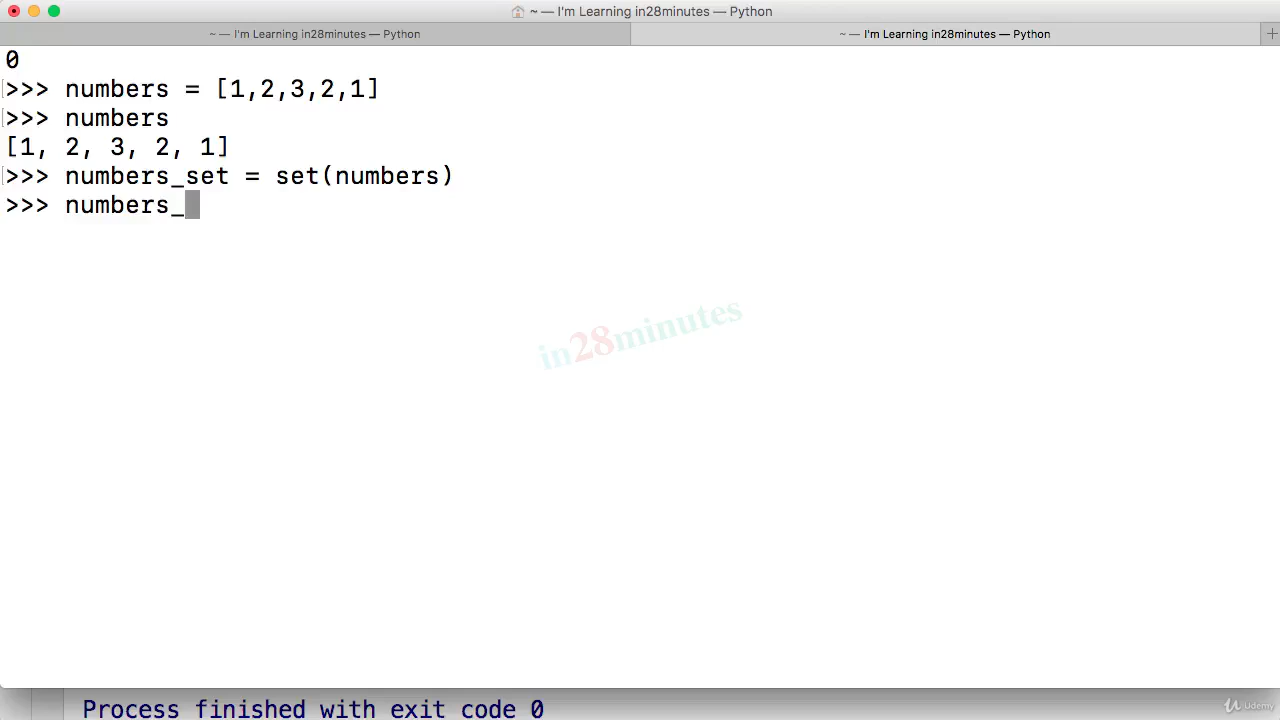 ~ — I'm Learning in28minutes — Python
~ — I'm Learning in28minutes — Python
~ — I'm Learning in28minutes — Python
0
>>> numbers = [1,2,3,2,1]
>>> numbers
[1, 2, 3, 2, 1]
>>> numbers_set = set(numbers)
>>> numbers_
in28minutes
Process finished with exit code 0
Udemy